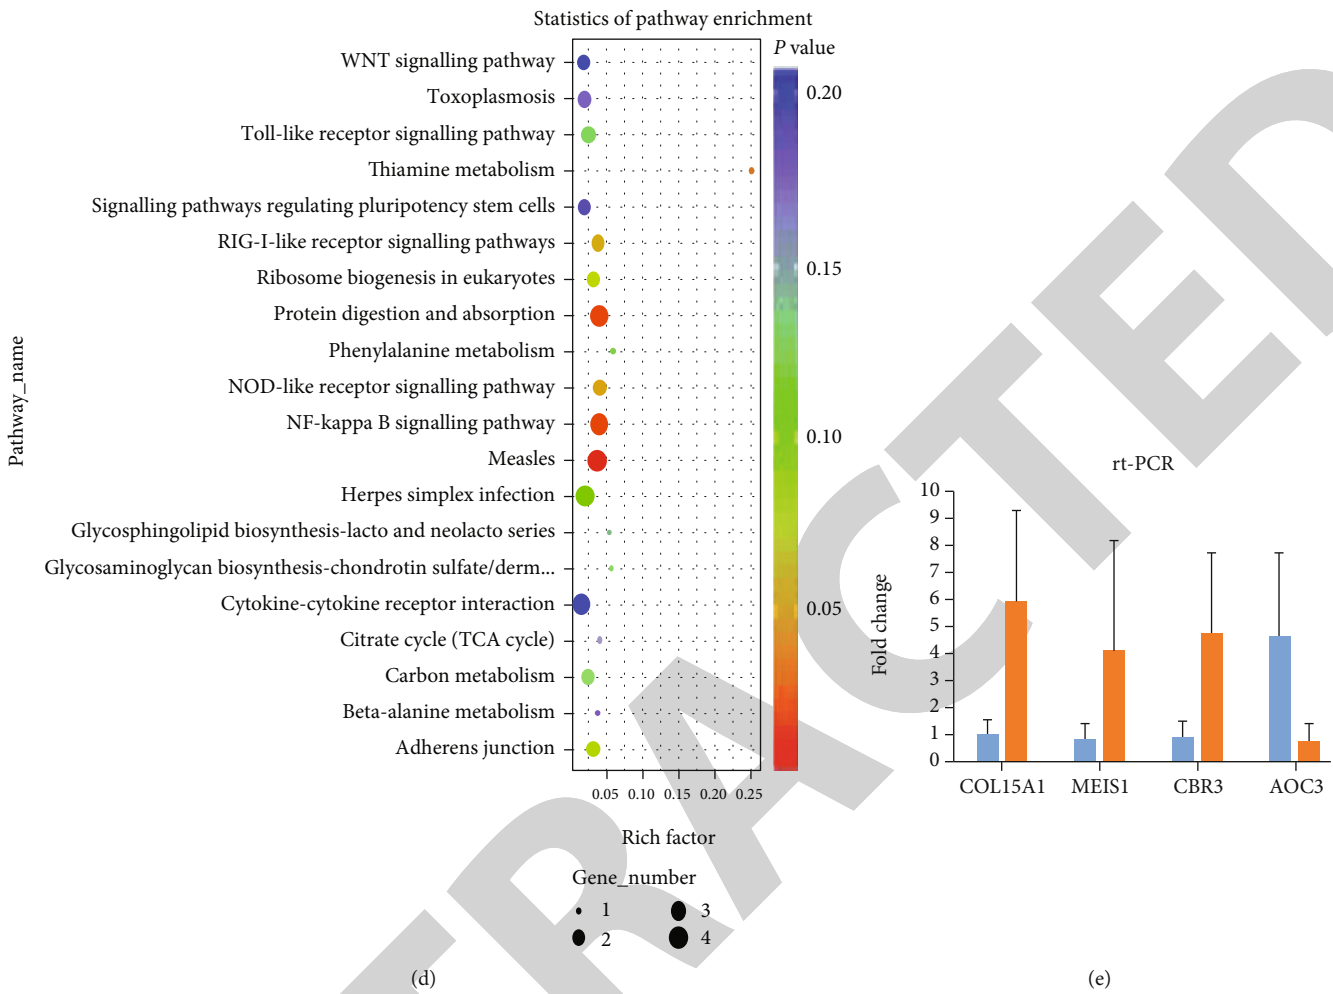 Statistics of pathway enrichment
P value
Pathway_name
WNT signalling pathway
Toxoplasmosis
Toll-like receptor signalling pathway
Thiamine metabolism
Signalling pathways regulating pluripotency stem cells
RIG-I-like receptor signalling pathways
Ribosome biogenesis in eukaryotes
Protein digestion and absorption
Phenylalanine metabolism
NOD-like receptor signalling pathway
NF-kappa B signalling pathway
Measles
Herpes simplex infection
Glycosphingolipid biosynthesis-lacto and neolacto series
Glycosaminoglycan biosynthesis-chondrotin sulfate/derm...
Cytokine-cytokine receptor interaction
Citrate cycle (TCA cycle)
Carbon metabolism
Beta-alanine metabolism
Adherens junction
0.05 0.10 0.15 0.20 0.25
Rich factor
0.20
0.15
0.10
0.05
Gene_number
1 3
2 4
(d)
rt-PCR
Fold change
10
9
8
7
6
5
4
3
2
1
0
COL15A1 MEIS1 CBR3 AOC3
(e)
TRACTED